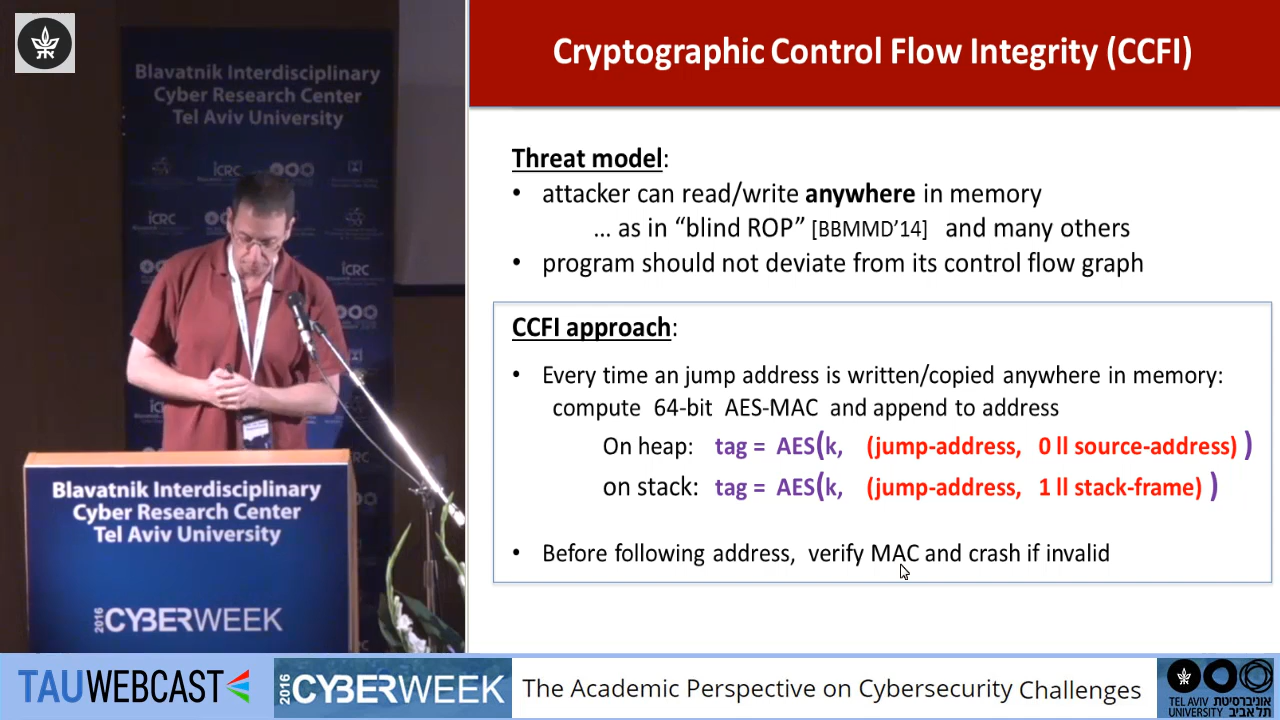 Blavatnik Interdisciplinary
Cyber Research Center
Tel Aviv University
iCRC
iCRC
iCRC
Blavatnik Interdisciplinary
Cyber Research Center
Tel Aviv University
2016 CYBERWEEK
Cryptographic Control Flow Integrity (CCFI)
Threat model:
• attacker can read/write anywhere in memory
... as in “blind ROP” [BBMMD’14] and many others
• program should not deviate from its control flow graph
CCFI approach:
• Every time an jump address is written/copied anywhere in memory:
compute 64-bit AES-MAC and append to address
On heap: tag = AES(k, (jump-address, 0 ll source-address) )
on stack: tag = AES(k, (jump-address, 1 ll stack-frame) )
• Before following address, verify MAC and crash if invalid
TAUWEBCAST
2016 CYBERWEEK
The Academic Perspective on Cybersecurity Challenges
TEL AVIV אוניברסיטת
UNIVERSITY תל אביב